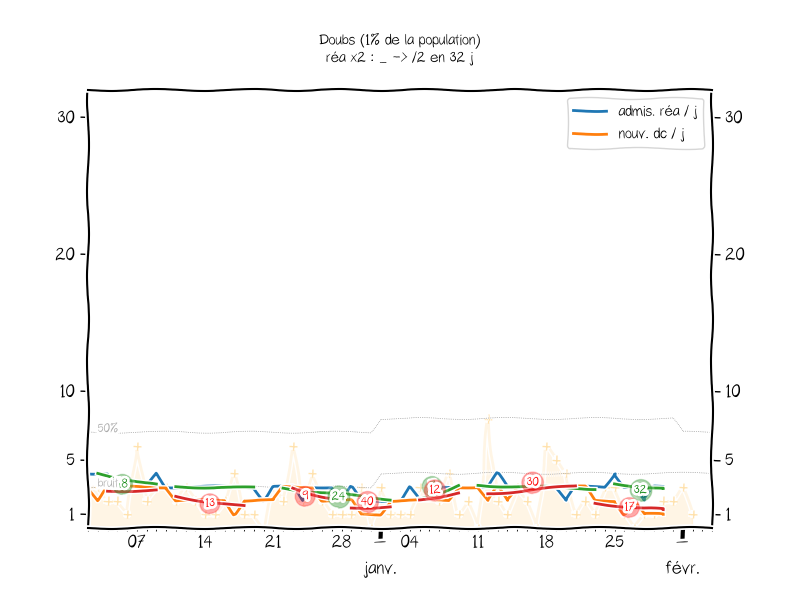 Doubs (1% de la population)
réa x2 : _ -> /2 en 32 j
admis. réa / j
nouv. dc / j
30 30
20 20
10 10
50%
5 5
bruit 8 13 9 24 40 12 30 17 32
1 1
07 14 21 28 04 11 18 25
janv. févr.